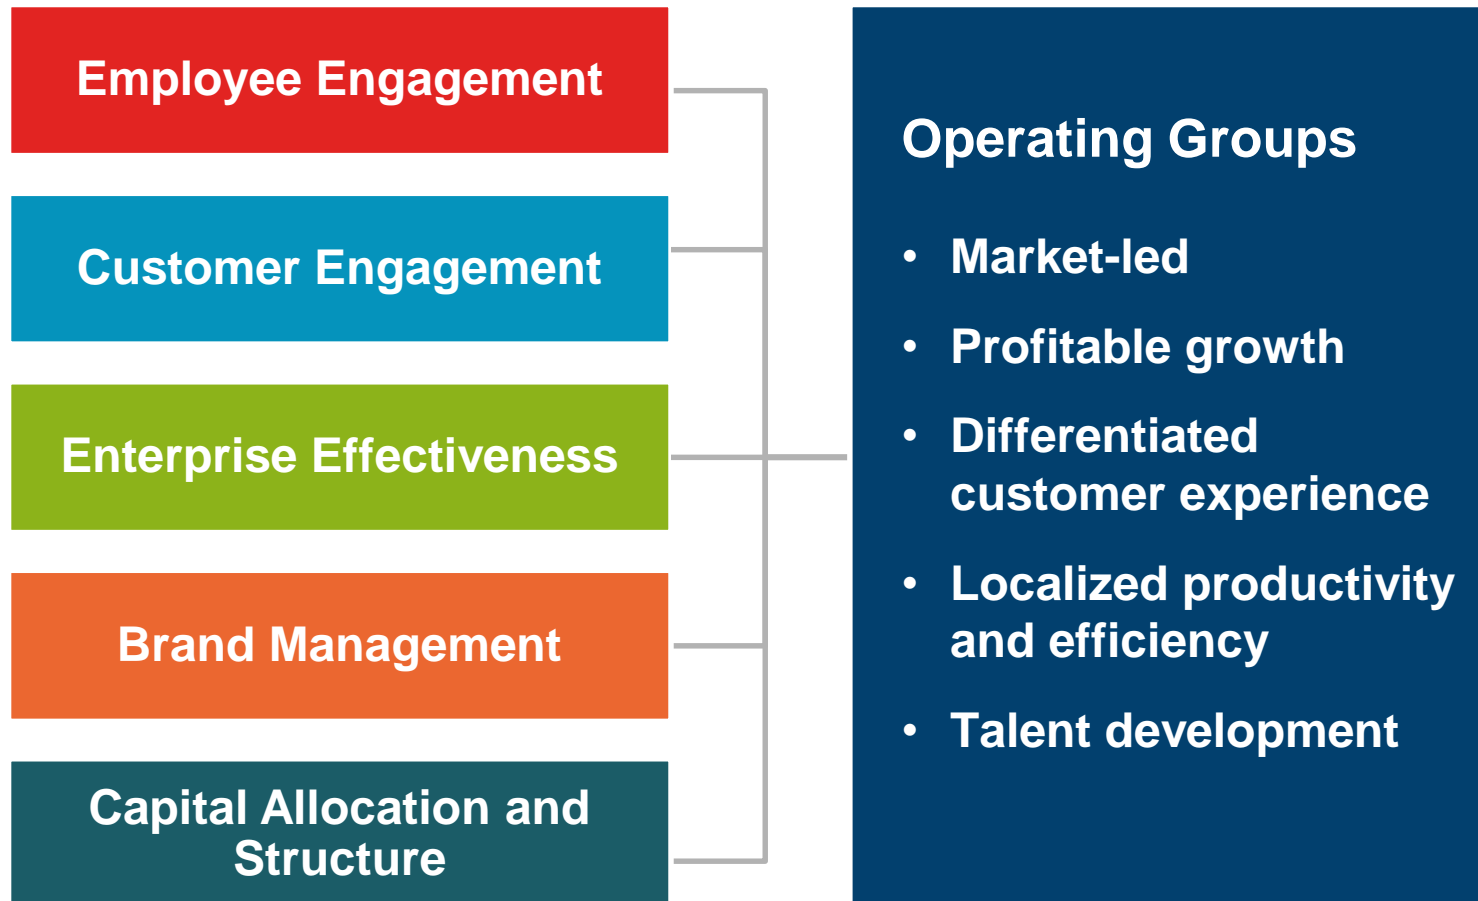 Employee Engagement
Customer Engagement
Enterprise Effectiveness
Brand Management
Capital Allocation and
Structure
Operating Groups
• Market-led
• Profitable growth
• Differentiated
customer experience
• Localized productivity
and efficiency
• Talent development